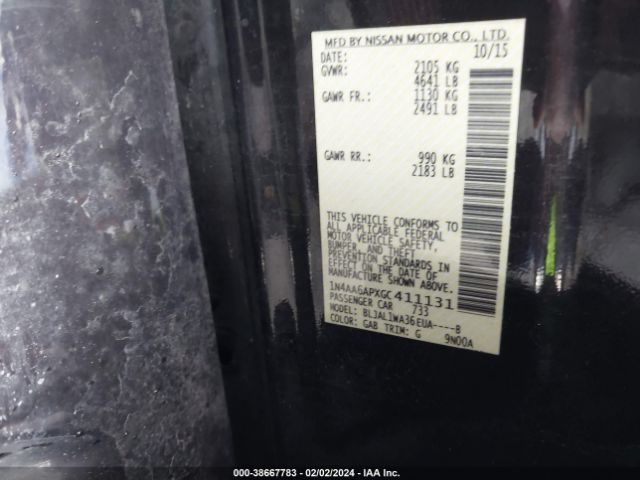 MFD BY NISSAN MOTOR CO., LTD.
DATE: 10/15
GVWR: 2105 KG
4641 LB
GAWR FR.: 1130 KG
2491 LB
GAWR RR.: 990 KG
2183 LB
THIS VEHICLE CONFORMS TO
ALL APPLICABLE FEDERAL
MOTOR VEHICLE SAFETY,
BUMPER, AND THEFT
PREVENTION STANDARDS IN
EFFECT ON THE DATE OF
MANUFACTURE SHOWN ABOVE.
1N4AA6APXGC411131
PASSENGER CAR 733
MODEL: BLJALIWA36EUA----B
COLOR: GAB TRIM: G 9N00A
000-38667783 - 02/02/2024 - IAA Inc.